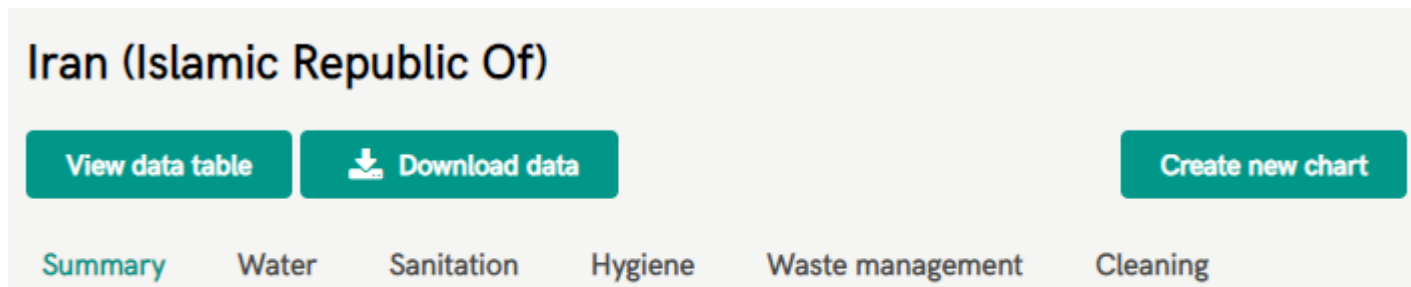 Iran (Islamic Republic Of)
View data table Download data Create new chart
Summary Water Sanitation Hygiene Waste management Cleaning